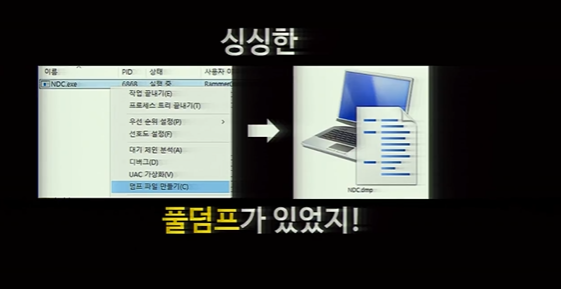 싱싱한
이름 PID 상태 사용자 이
NDC.exe 6868 실행 중 Rammer
작업 끝내기(E)
프로세스 트리 끝내기(T)
우선 순위 설정(P)
선호도 설정(F)
대기 체인 분석(A)
디버그(D)
UAC 가상화(V)
덤프 파일 만들기(C)
NDC.dmp
풀덤프가 있었지!